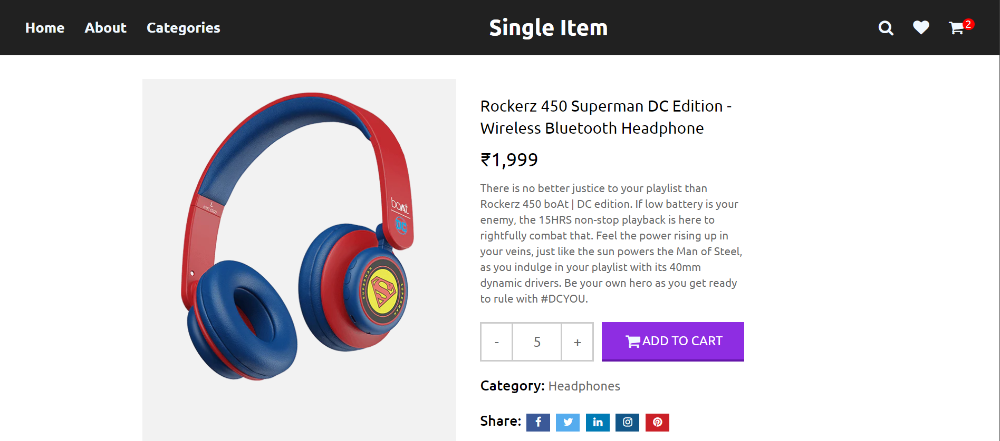 Home
About
Categories
Single Item
2
Rockerz 450 Superman DC Edition -
Wireless Bluetooth Headphone
₹1,999
There is no better justice to your playlist than
Rockerz 450 boAt | DC edition. If low battery is your
enemy, the 15HRS non-stop playback is here to
rightfully combat that. Feel the power rising up in
your veins, just like the sun powers the Man of Steel,
as you indulge in your playlist with its 40mm
dynamic drivers. Be your own hero as you get ready
to rule with #DCYOU.
- 5 +
ADD TO CART
Category: Headphones
Share:
L
boAt
DC
SUPERMAN
SUPERMAN